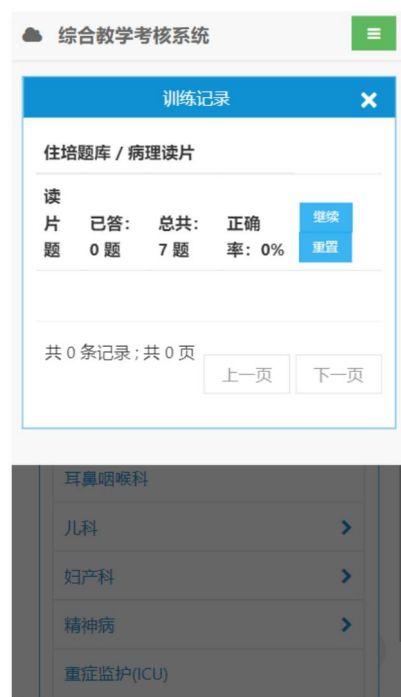 综合教学考核系统
训练记录
住培题库 / 病理读片
读片题 已答：0 题 总共：7 题 正确率：0% 继续 重置
共 0 条记录 ; 共 0 页
上一页 下一页
耳鼻咽喉科
儿科
妇产科
精神病
重症监护(ICU)